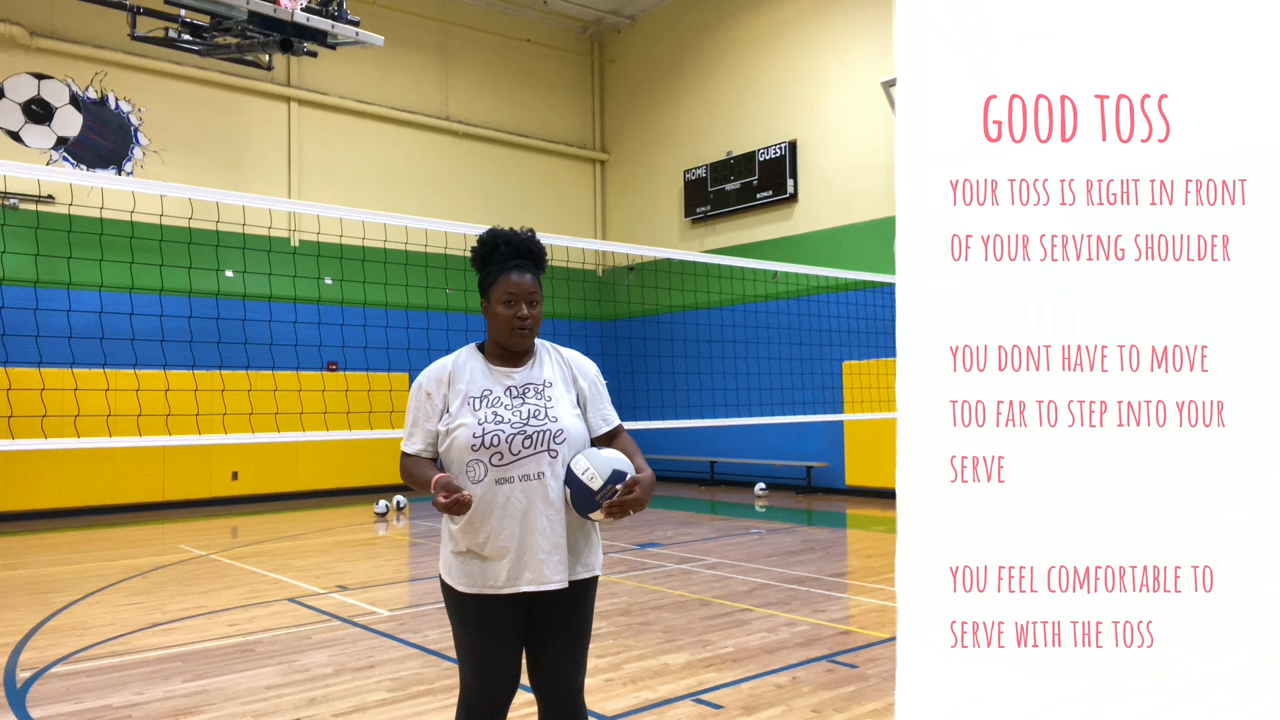 GOOD TOSS
YOUR TOSS IS RIGHT IN FRONT
OF YOUR SERVING SHOULDER
YOU DONT HAVE TO MOVE
TOO FAR TO STEP INTO YOUR
SERVE
YOU FEEL COMFORTABLE TO
SERVE WITH THE TOSS
HOME
GUEST
PERIOD
BONUS
BONUS
the Best
is yet
to Come
KOKO VOLLEY